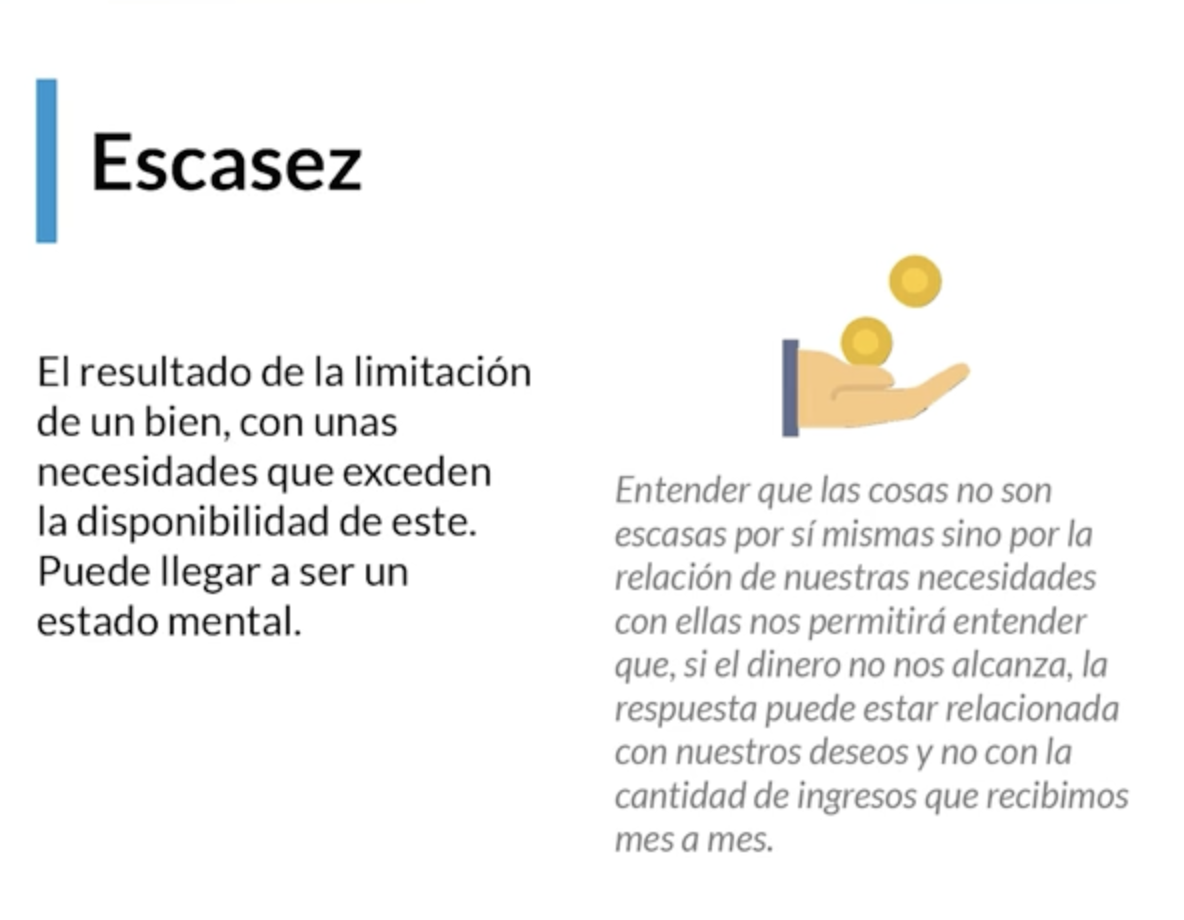 Escasez
El resultado de la limitación
de un bien, con unas
necesidades que exceden
la disponibilidad de este.
Puede llegar a ser un
estado mental.
Entender que las cosas no son
escasas por sí mismas sino por la
relación de nuestras necesidades
con ellas nos permitirá entender
que, si el dinero no nos alcanza, la
respuesta puede estar relacionada
con nuestros deseos y no con la
cantidad de ingresos que recibimos
mes a mes.